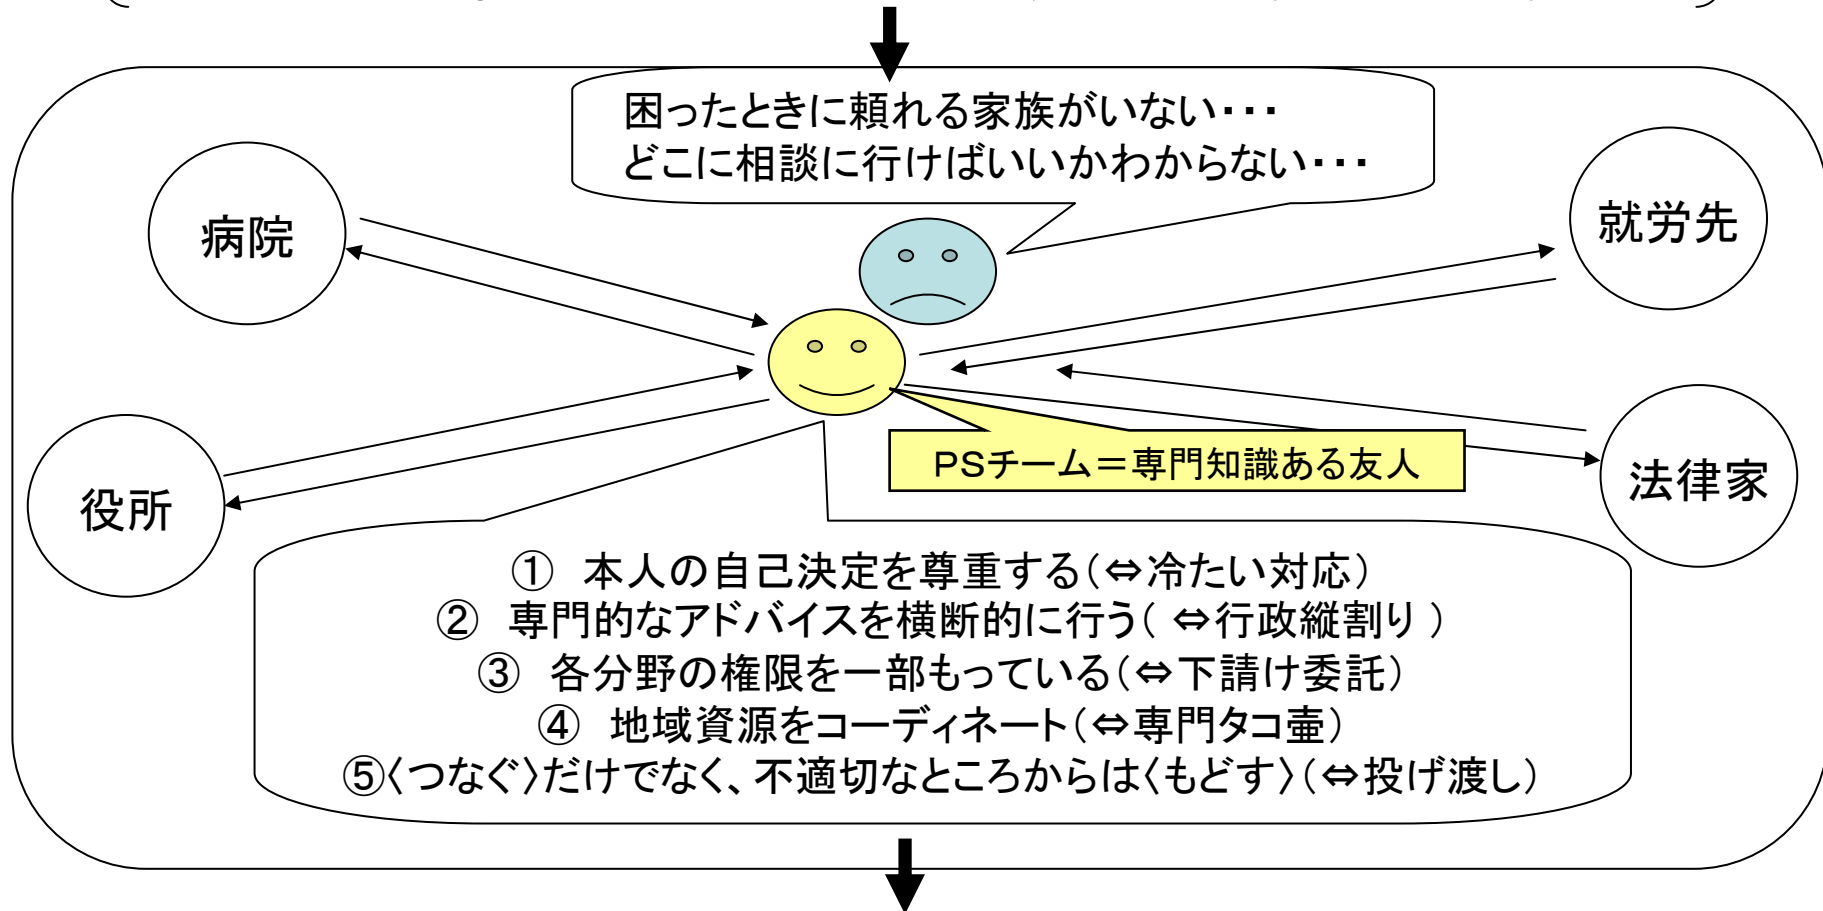 困ったときに頼れる家族がいない・・・
どこに相談に行けばいいかわからない・・・
病院
就労先
PSチーム＝専門知識ある友人
役所
法律家
① 本人の自己決定を尊重する（⇔冷たい対応）
② 専門的なアドバイスを横断的に行う（ ⇔行政縦割り ）
③ 各分野の権限を一部もっている（⇔下請け委託）
④ 地域資源をコーディネート（⇔専門タコ壷）
⑤〈つなぐ〉だけでなく、不適切なところからは〈もどす〉（⇔投げ渡し）